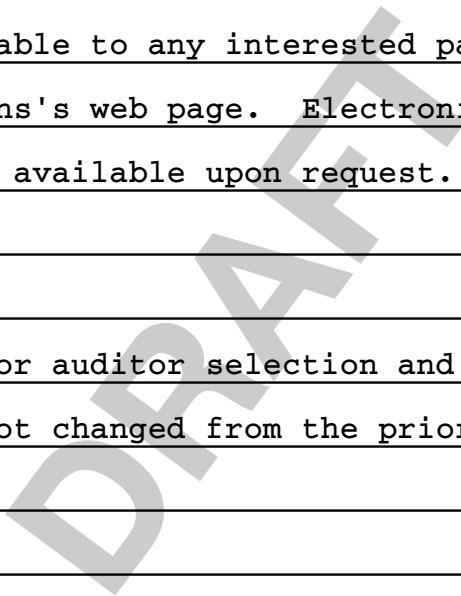 able to any interested pa
ns's web page. Electroni
available upon request.
or auditor selection and
ot changed from the prior
DRAFT